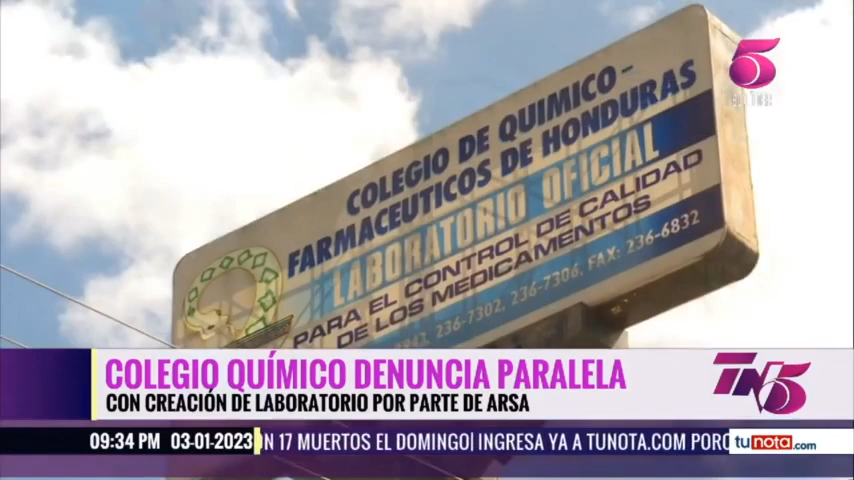 5
COLEGIO DE QUIMICO-
FARMACEUTICOS DE HONDURAS
LABORATORIO OFICIAL
PARA EL CONTROL DE CALIDAD
DE LOS MEDICAMENTOS
236-7302, 236-7306, FAX: 236-6832
COLEGIO QUÍMICO DENUNCIA PARALELA
CON CREACIÓN DE LABORATORIO POR PARTE DE ARSA
TN5
09:34 PM 03-01-2023 N 17 MUERTOS EL DOMINGO| INGRESA YA A TUNOTA.COM PORQ
tunota.com